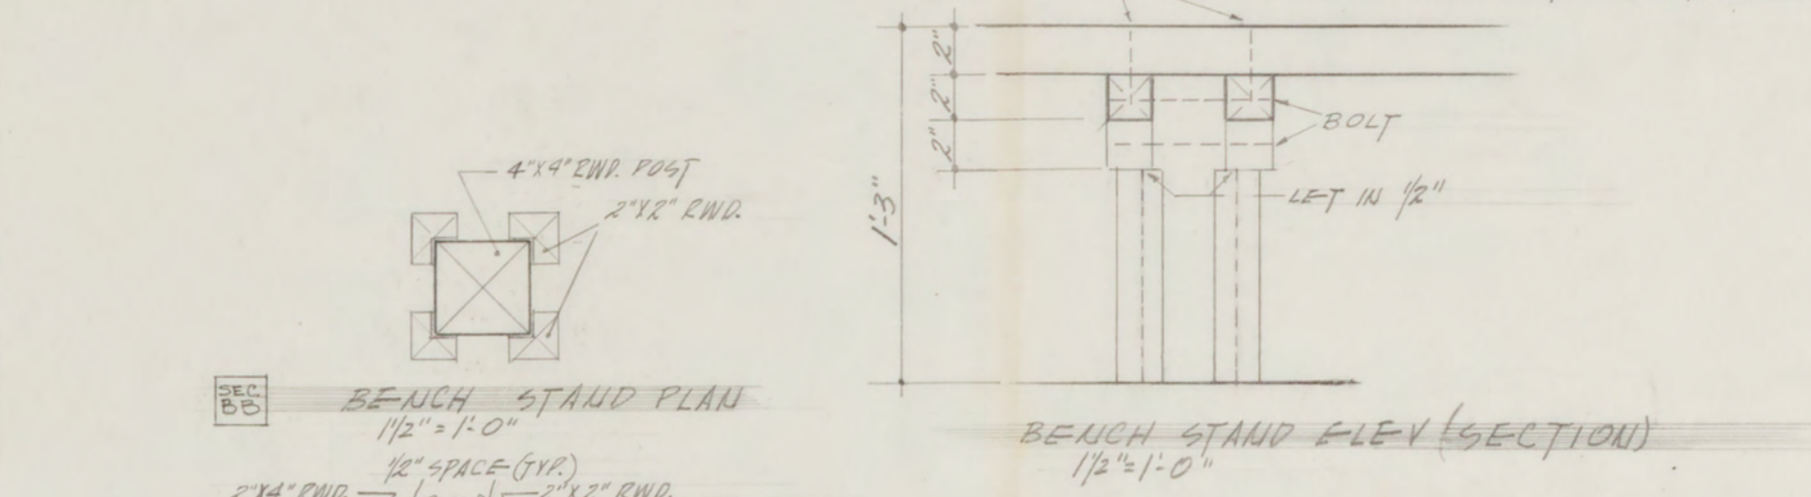 4"X4" RWD. POST
2"X2" RWD.
SEC
BB
BENCH STAND PLAN
1 1/2" = 1'-0"
1/2" SPACE (TYP.)
2"X4" RWD.
2"X2" RWD.
2"
2"
2"
1'-3"
BOLT
LET IN 1/2"
BENCH STAND ELEV (SECTION)
1 1/2" = 1'-0"